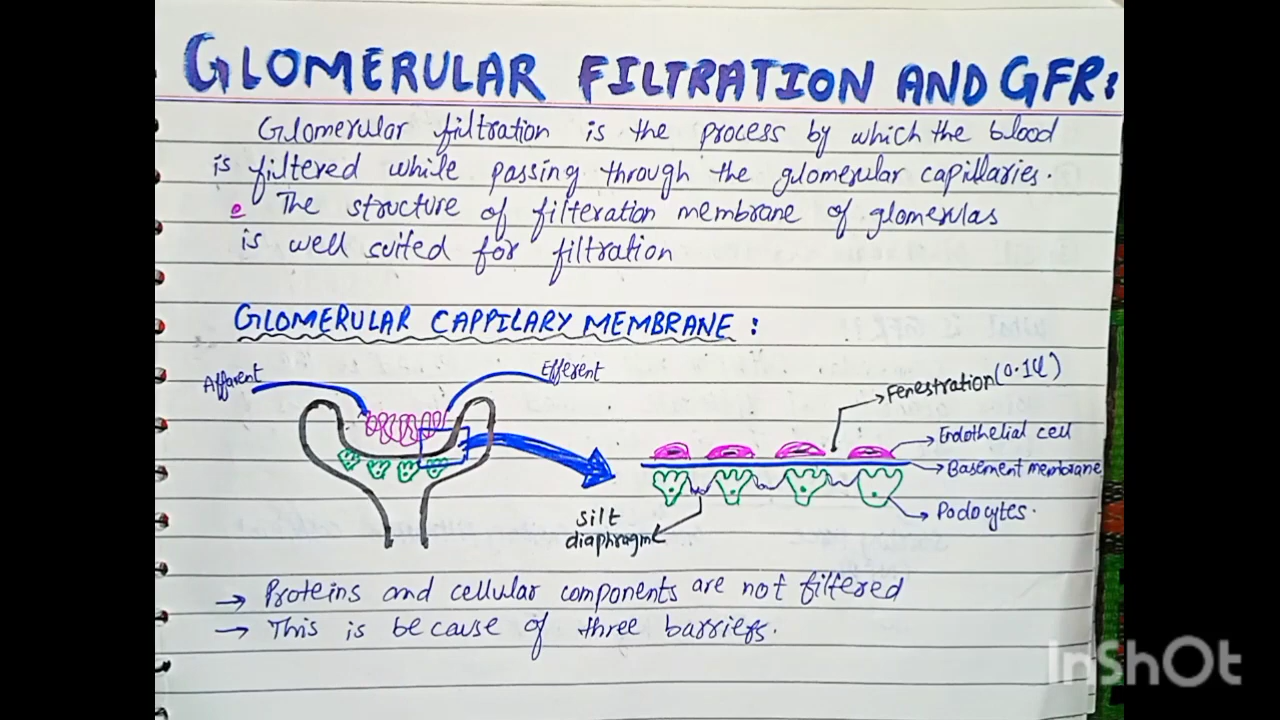 GLOMERULAR FILTRATION AND GFR:
Glomerular filtration is the process by which the blood
is filtered while passing through the glomerular capillaries.
The structure of filteration membrane of glomerulas
is well suited for filtration
GLOMERULAR CAPPILARY MEMBRANE:
Afferent
Efferent
Fenestration (0.1μ)
Endothelial cell
Basement membrane
Podocytes.
silt
diaphragm
→ Proteins and cellular components are not filtered
→ This is because of three barriers.
InShOt